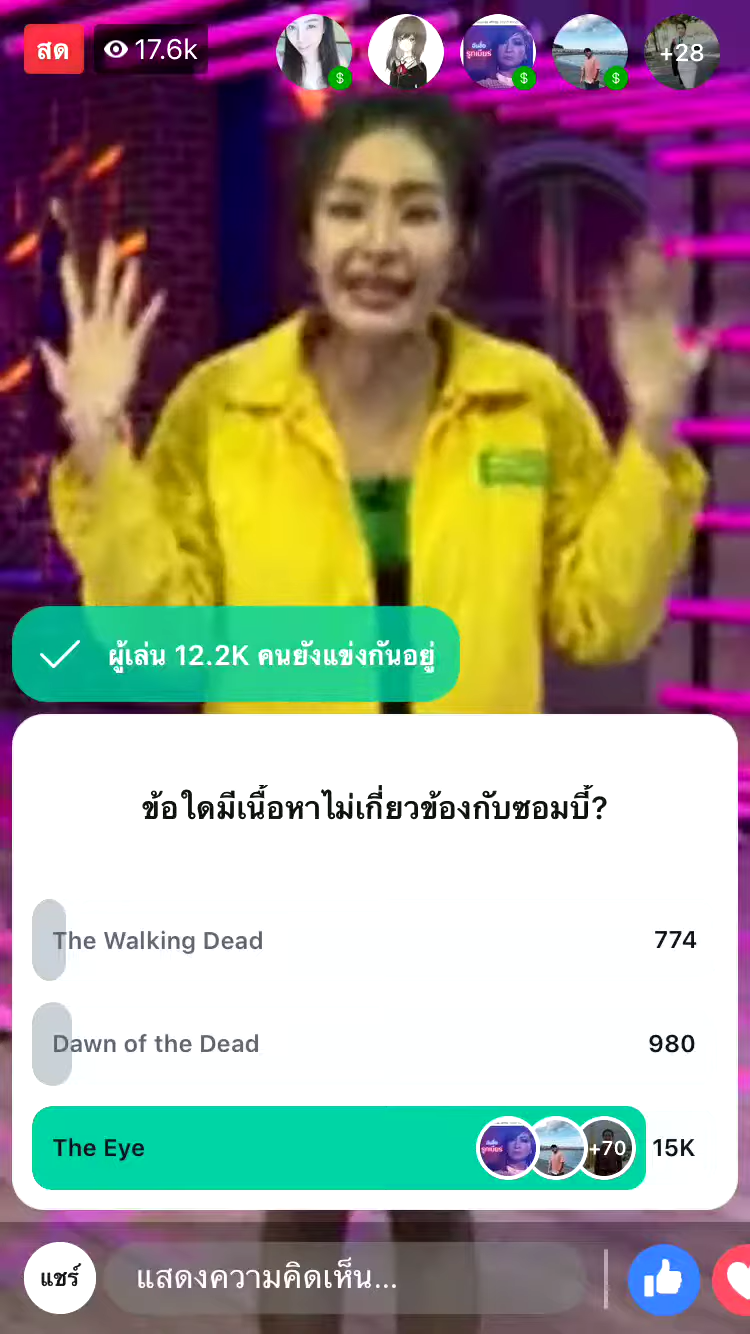 สด
17.6k
$
$
$
+28
ผู้เล่น 12.2K คนยังแข่งกันอยู่
ข้อใดมีเนื้อหาไม่เกี่ยวข้องกับซอมบี้?
The Walking Dead
774
Dawn of the Dead
980
The Eye
+70
15K
แชร์
แสดงความคิดเห็น...